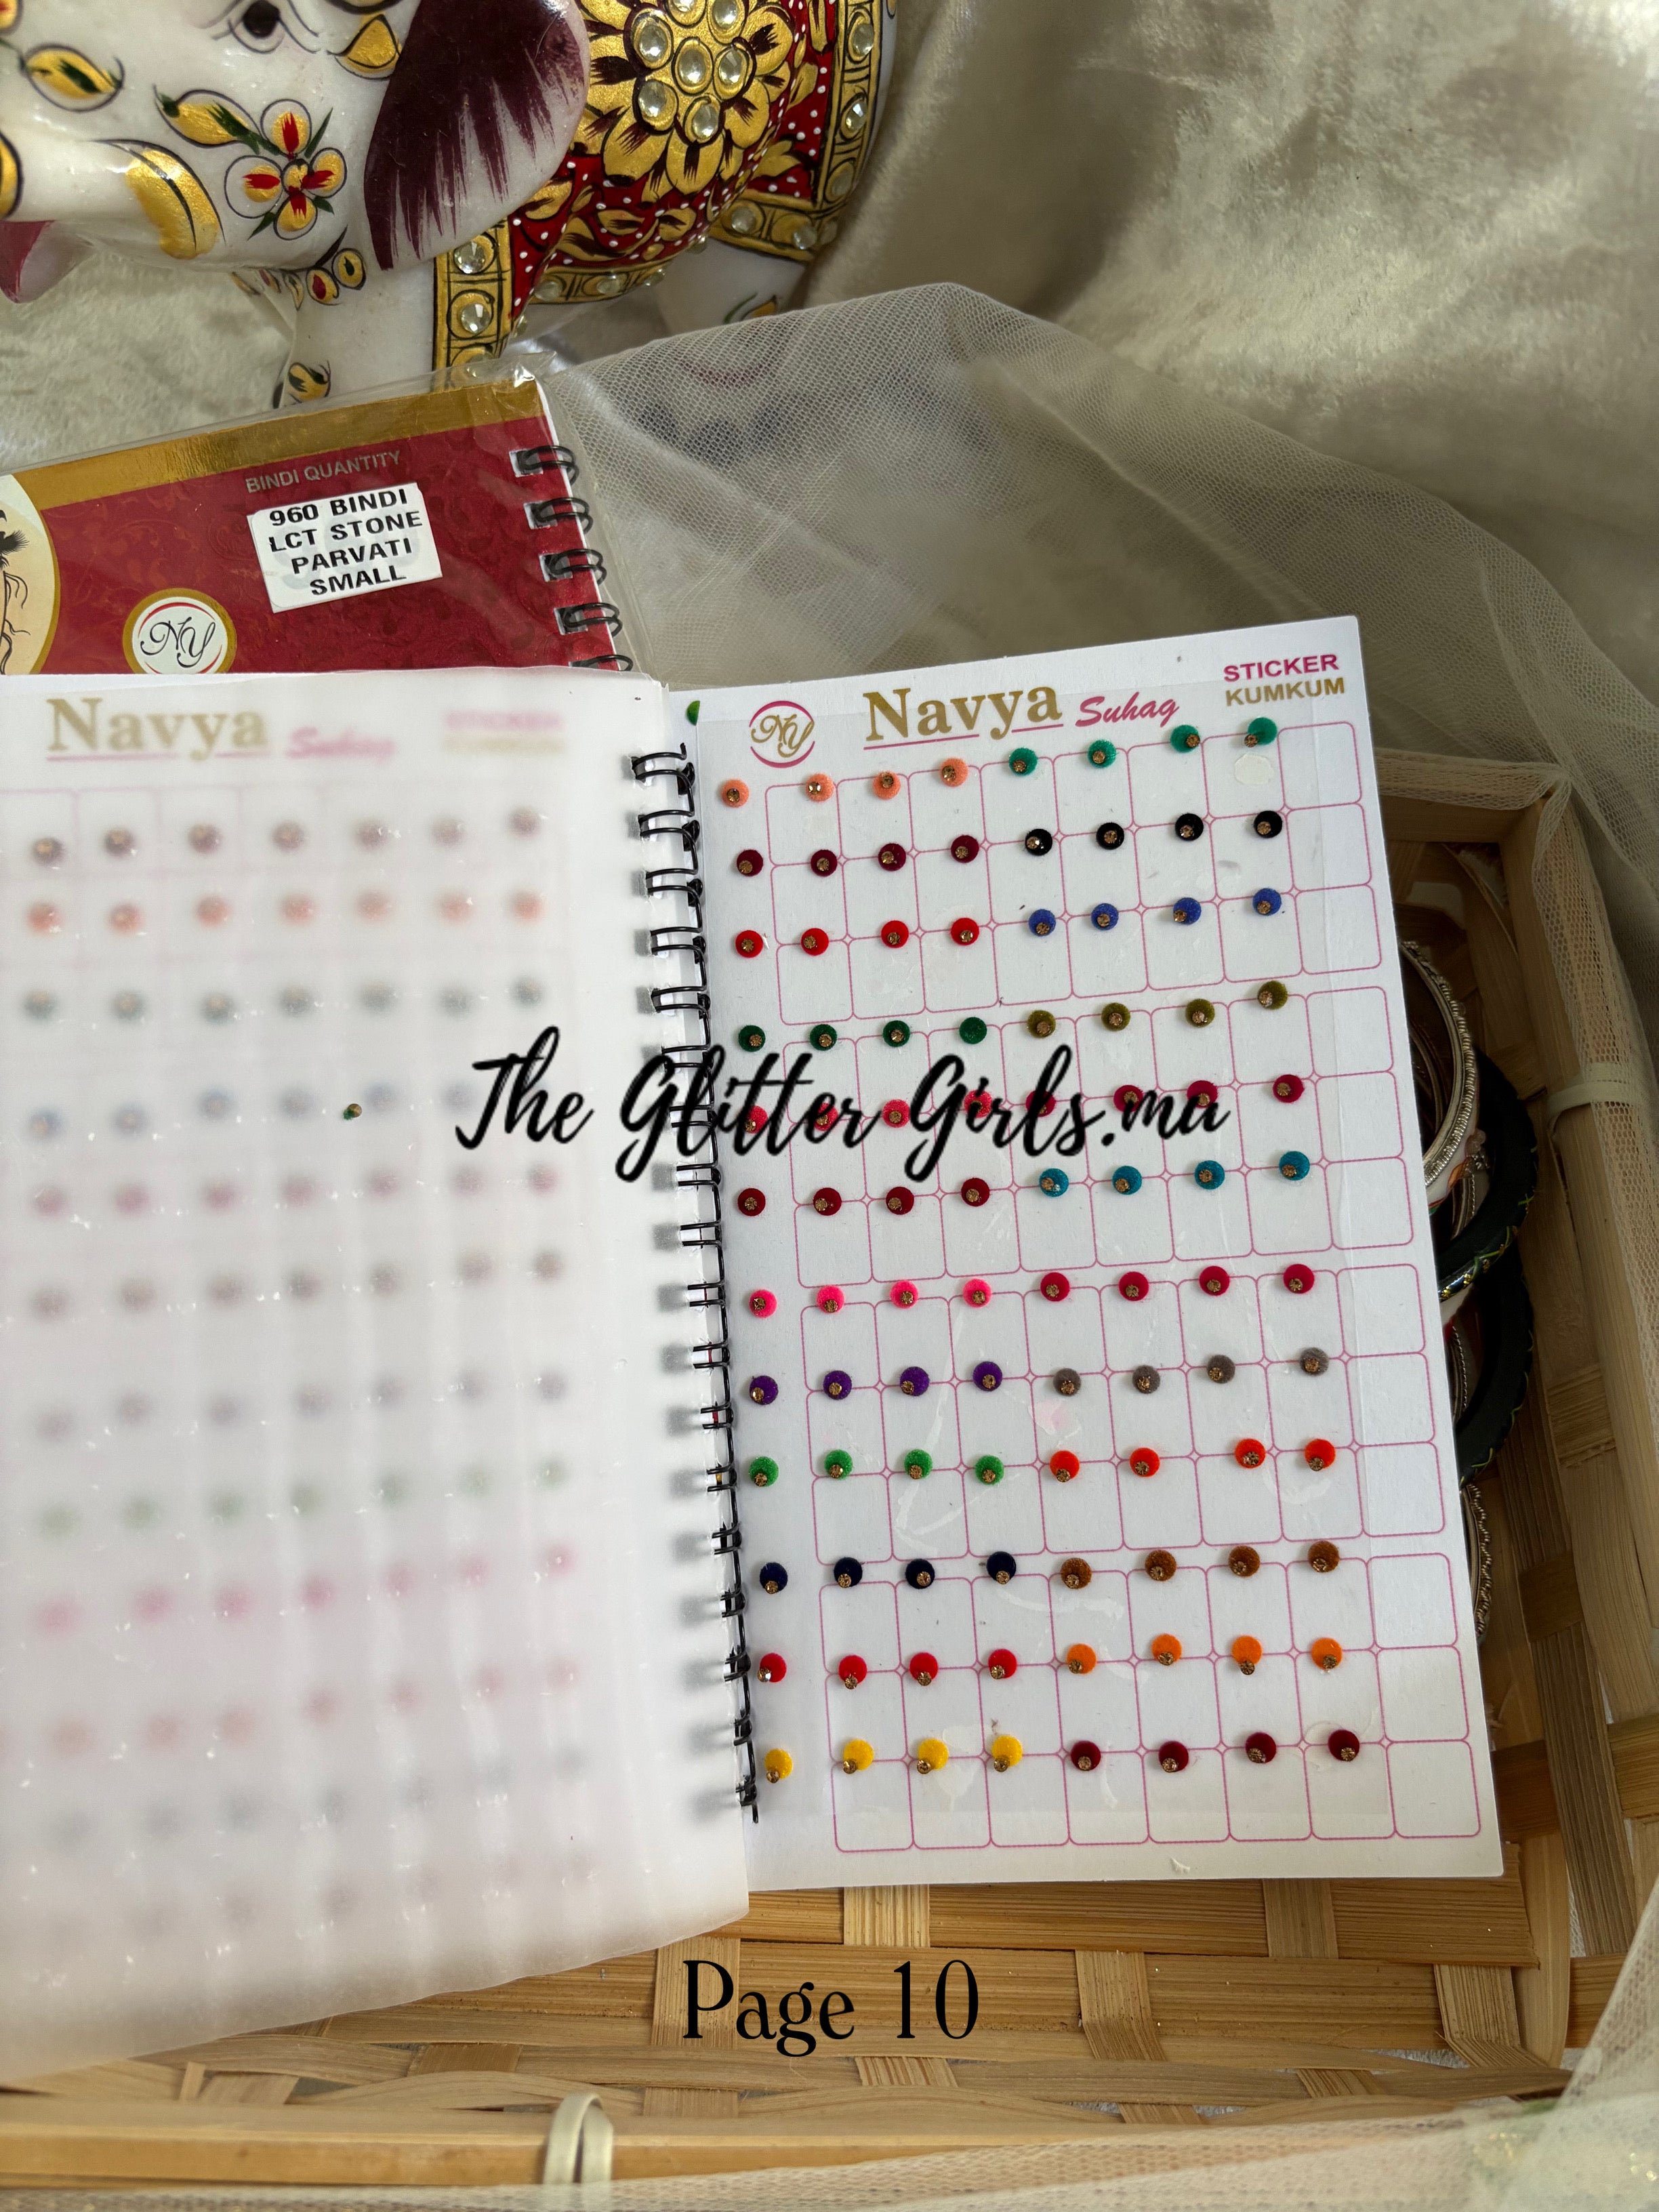 BINDI QUANTITY
960 BINDI
LCT STONE
PARVATI
SMALL
NY
Navya Suhag
STICKER
KUMKUM
NY
Navya Suhag
STICKER
KUMKUM
The Glitter Girls.ma
Page 10